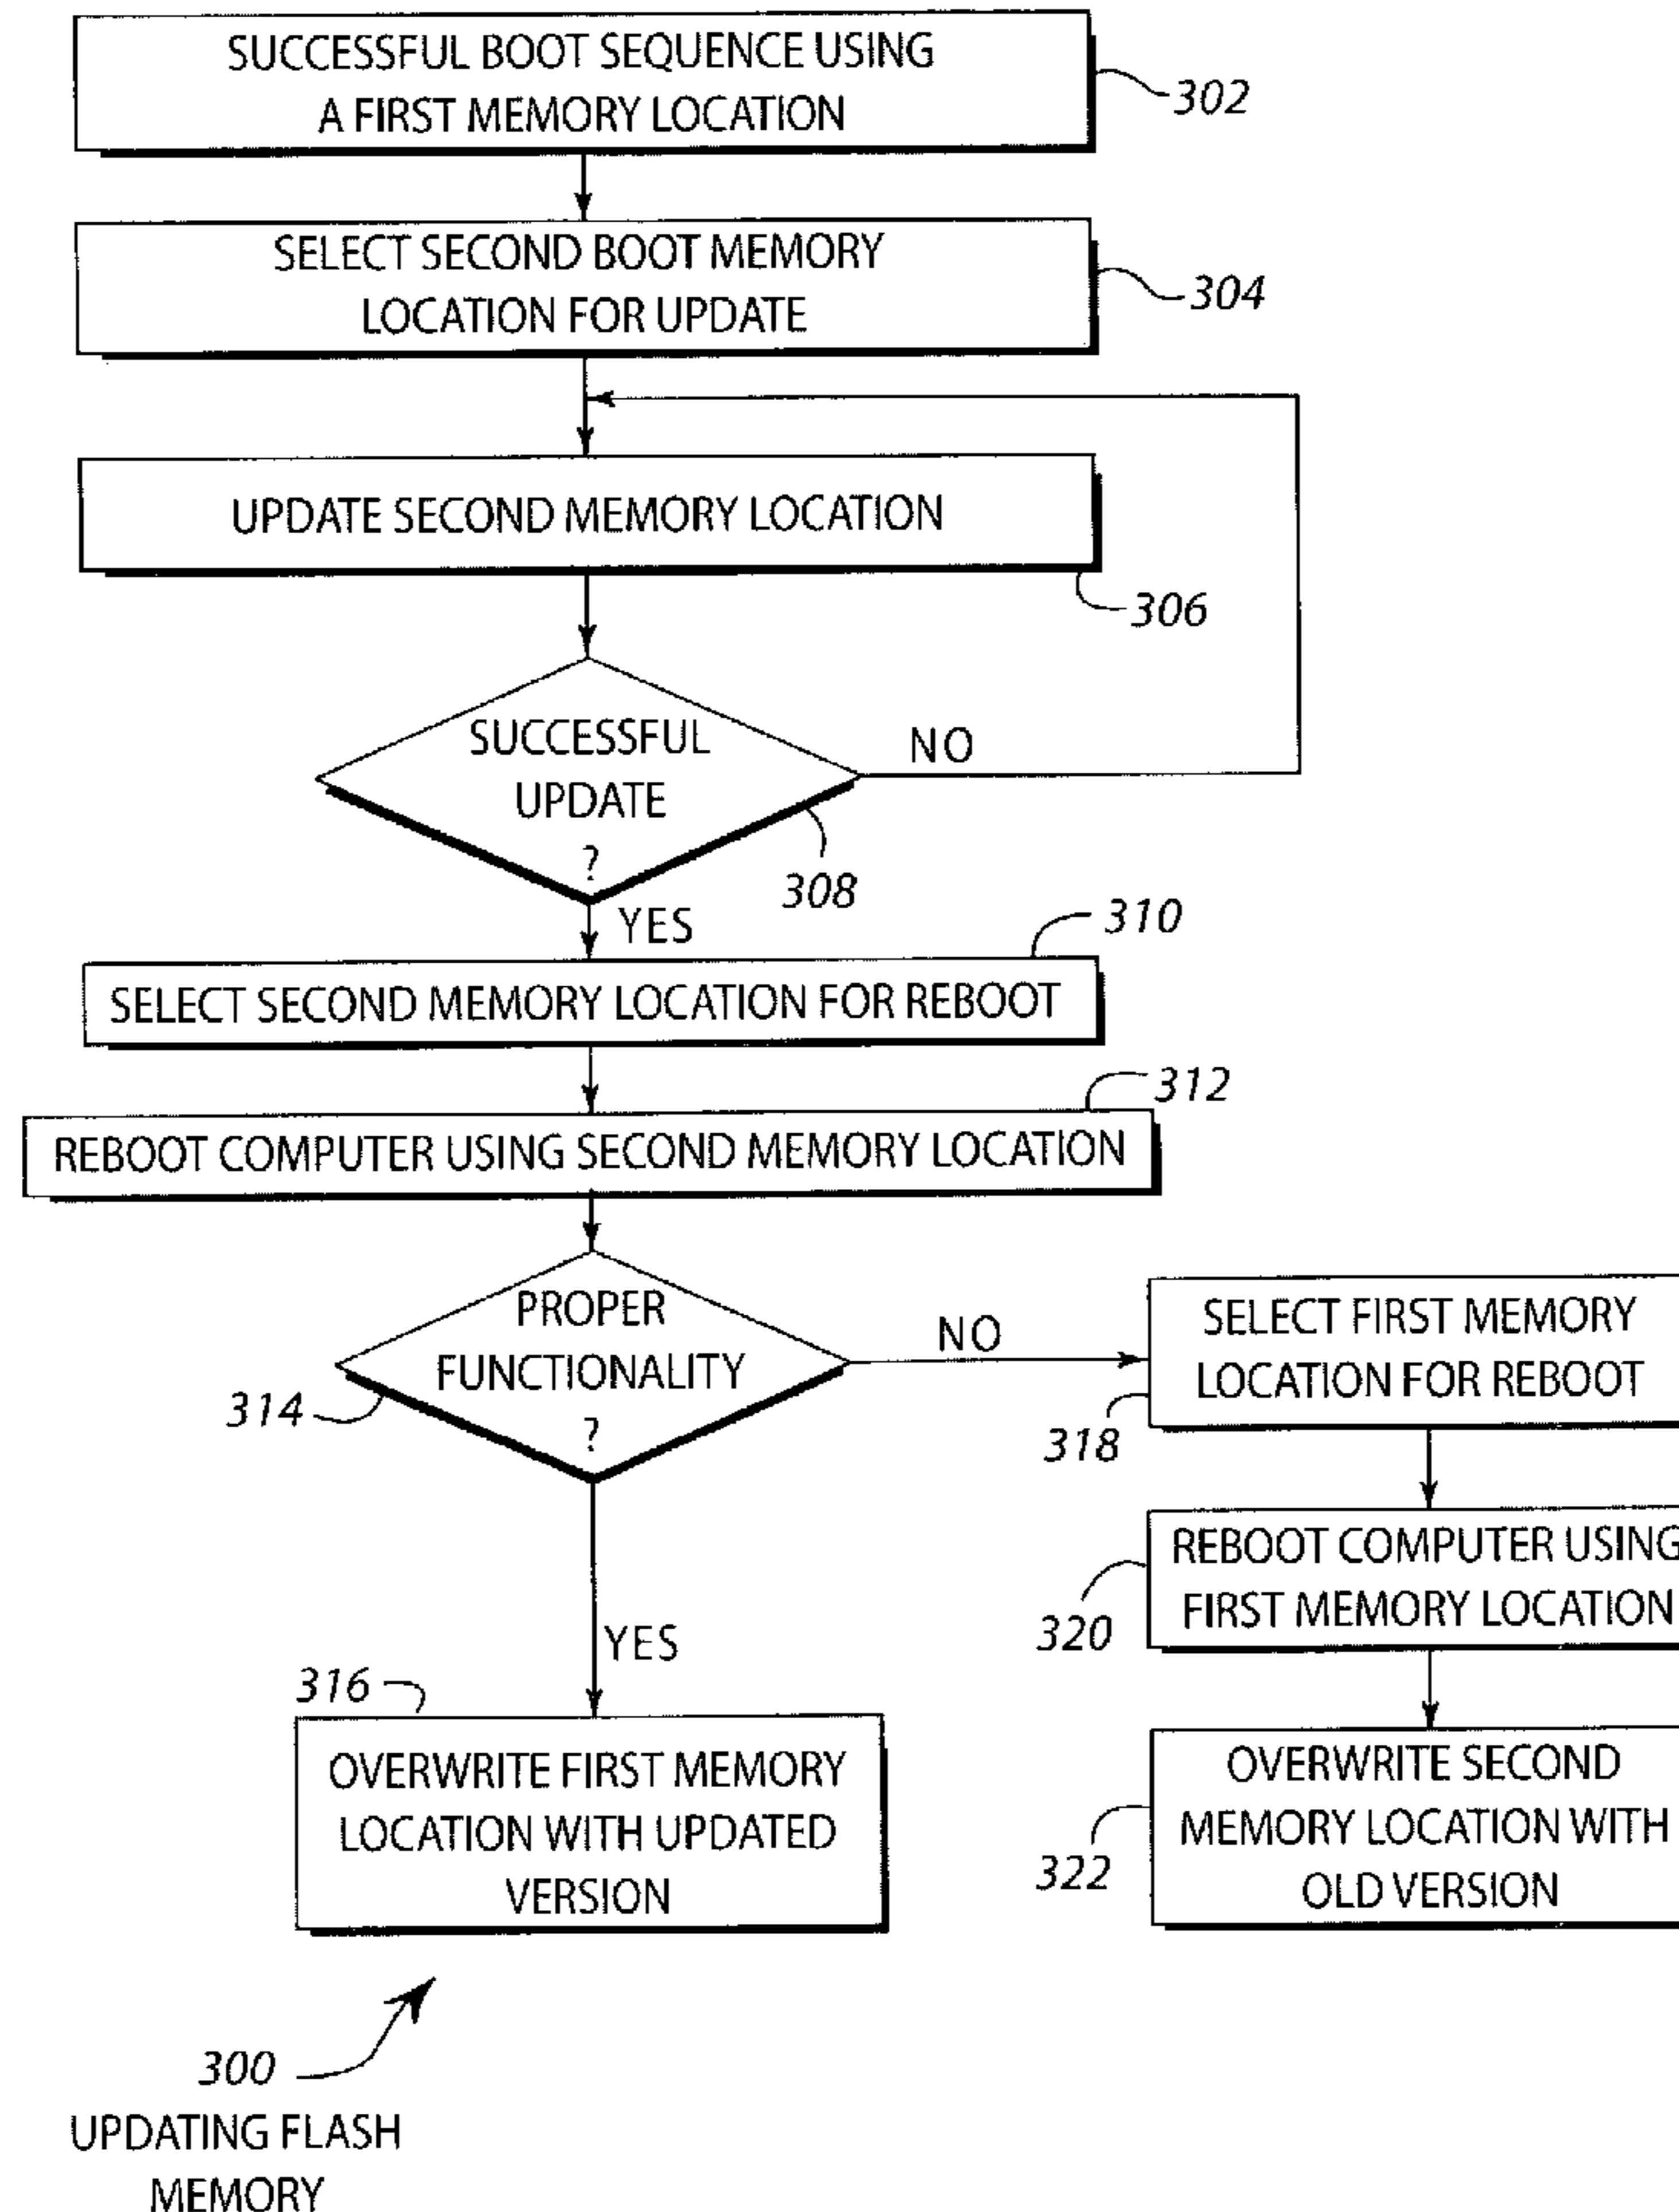 SUCCESSFUL BOOT SEQUENCE USING
A FIRST MEMORY LOCATION
302
SELECT SECOND BOOT MEMORY
LOCATION FOR UPDATE
304
UPDATE SECOND MEMORY LOCATION
306
SUCCESSFUL
UPDATE
?
NO
308
YES
310
SELECT SECOND MEMORY LOCATION FOR REBOOT
312
REBOOT COMPUTER USING SECOND MEMORY LOCATION
PROPER
FUNCTIONALITY
?
314
NO
SELECT FIRST MEMORY
LOCATION FOR REBOOT
318
REBOOT COMPUTER USING
FIRST MEMORY LOCATION
320
YES
316
OVERWRITE FIRST MEMORY
LOCATION WITH UPDATED
VERSION
OVERWRITE SECOND
MEMORY LOCATION WITH
OLD VERSION
322
300
UPDATING FLASH
MEMORY